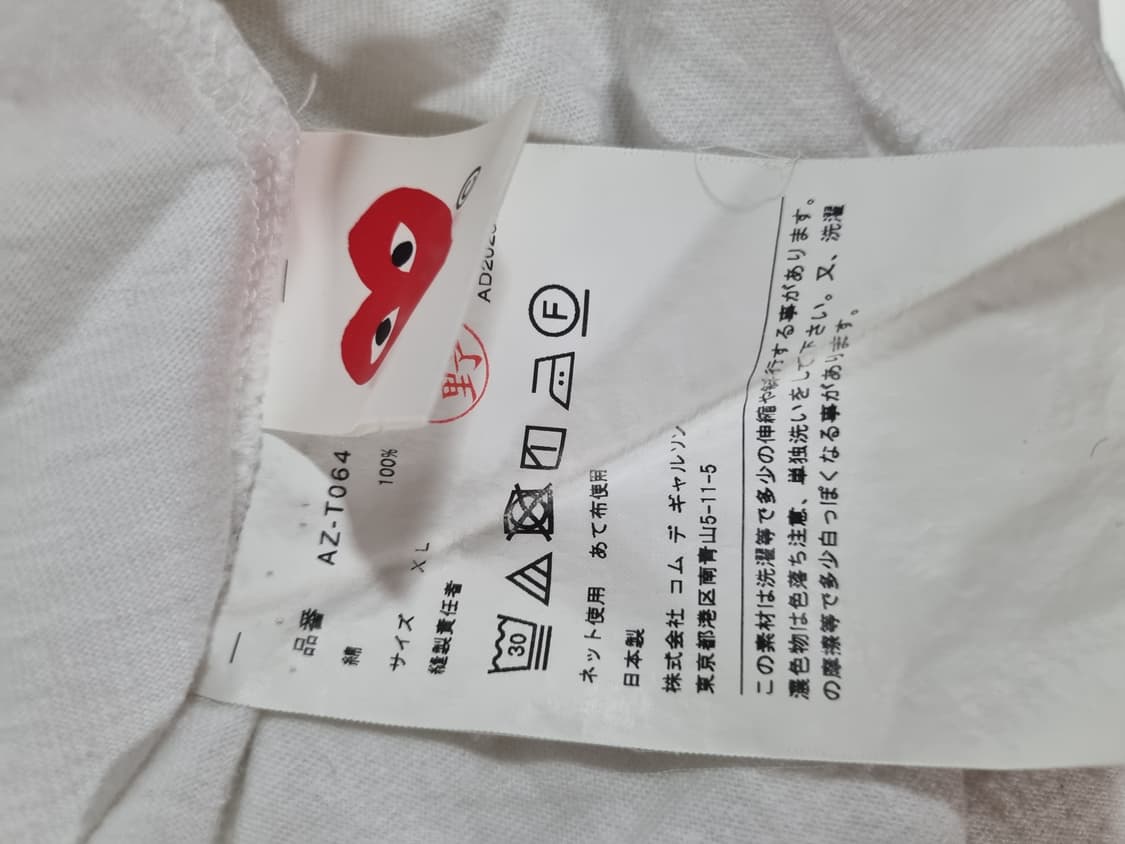 ©
AD202
品番 AZ-T064
綿 100%
サイズ XL
縫製責任者 野
30
F
ネット使用 あて布使用
日本製
株式会社 コム デ ギャルソン
東京都港区南青山5-11-5
この素材は洗濯等で多少の伸縮や斜行する事があります。
濃色物は色落ち注意、単独洗いをして下さい。又、洗濯
の摩擦等で多少白っぽくなる事があります。